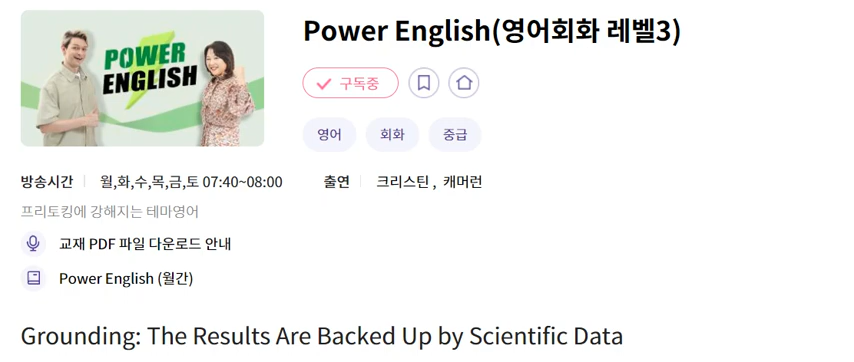 POWER
ENGLISH
Power English(영어회화 레벨3)
구독중
영어 회화 중급
방송시간 월,화,수,목,금,토 07:40~08:00 출연 크리스틴 , 캐머런
프리토킹에 강해지는 테마영어
교재 PDF 파일 다운로드 안내
Power English (월간)
Grounding: The Results Are Backed Up by Scientific Data